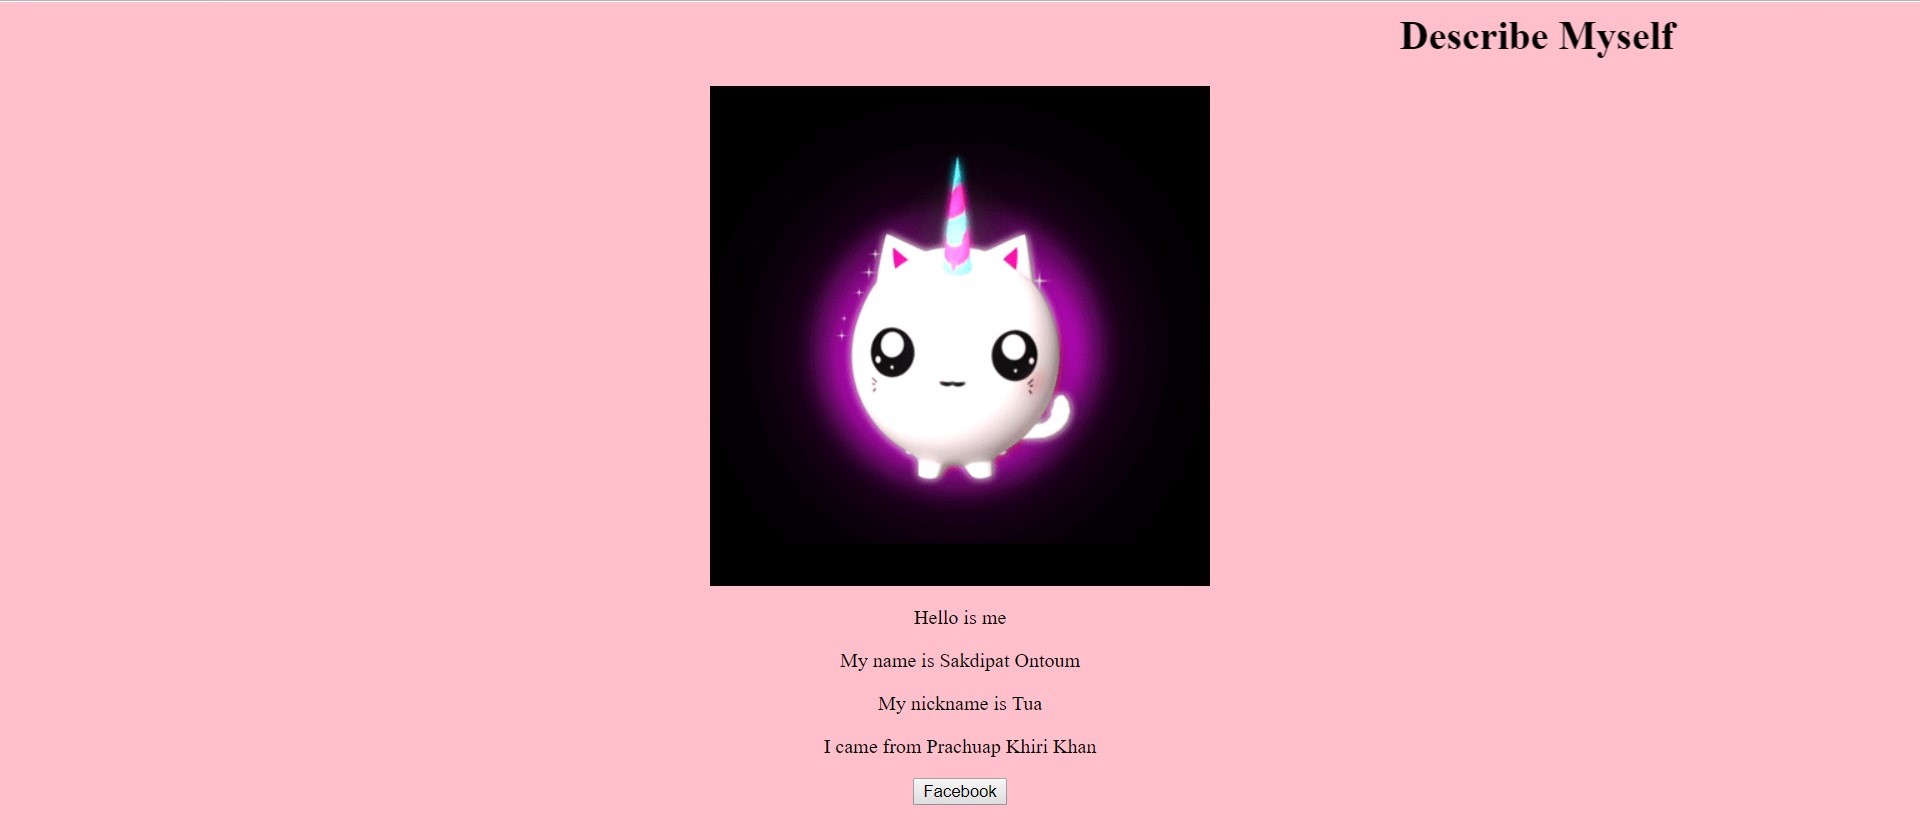 Describe Myself
Hello is me
My name is Sakdipat Ontoum
My nickname is Tua
I came from Prachuap Khiri Khan
Facebook